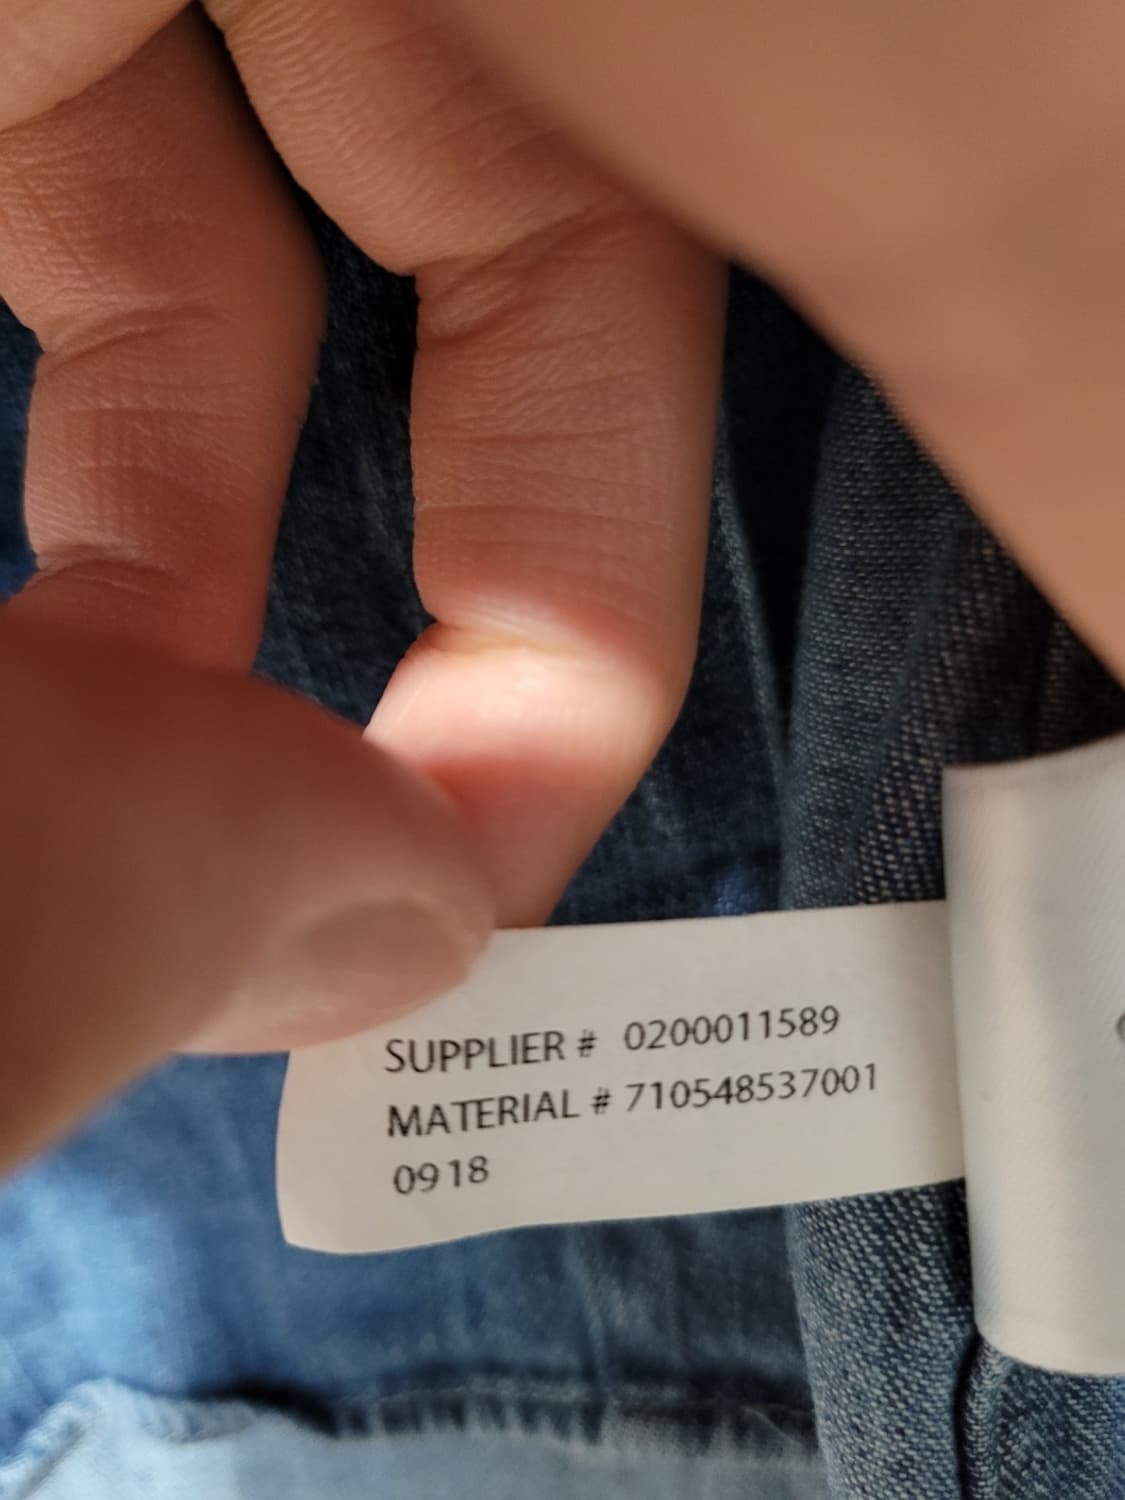 SUPPLIER # 0200011589
MATERIAL # 710548537001
0918